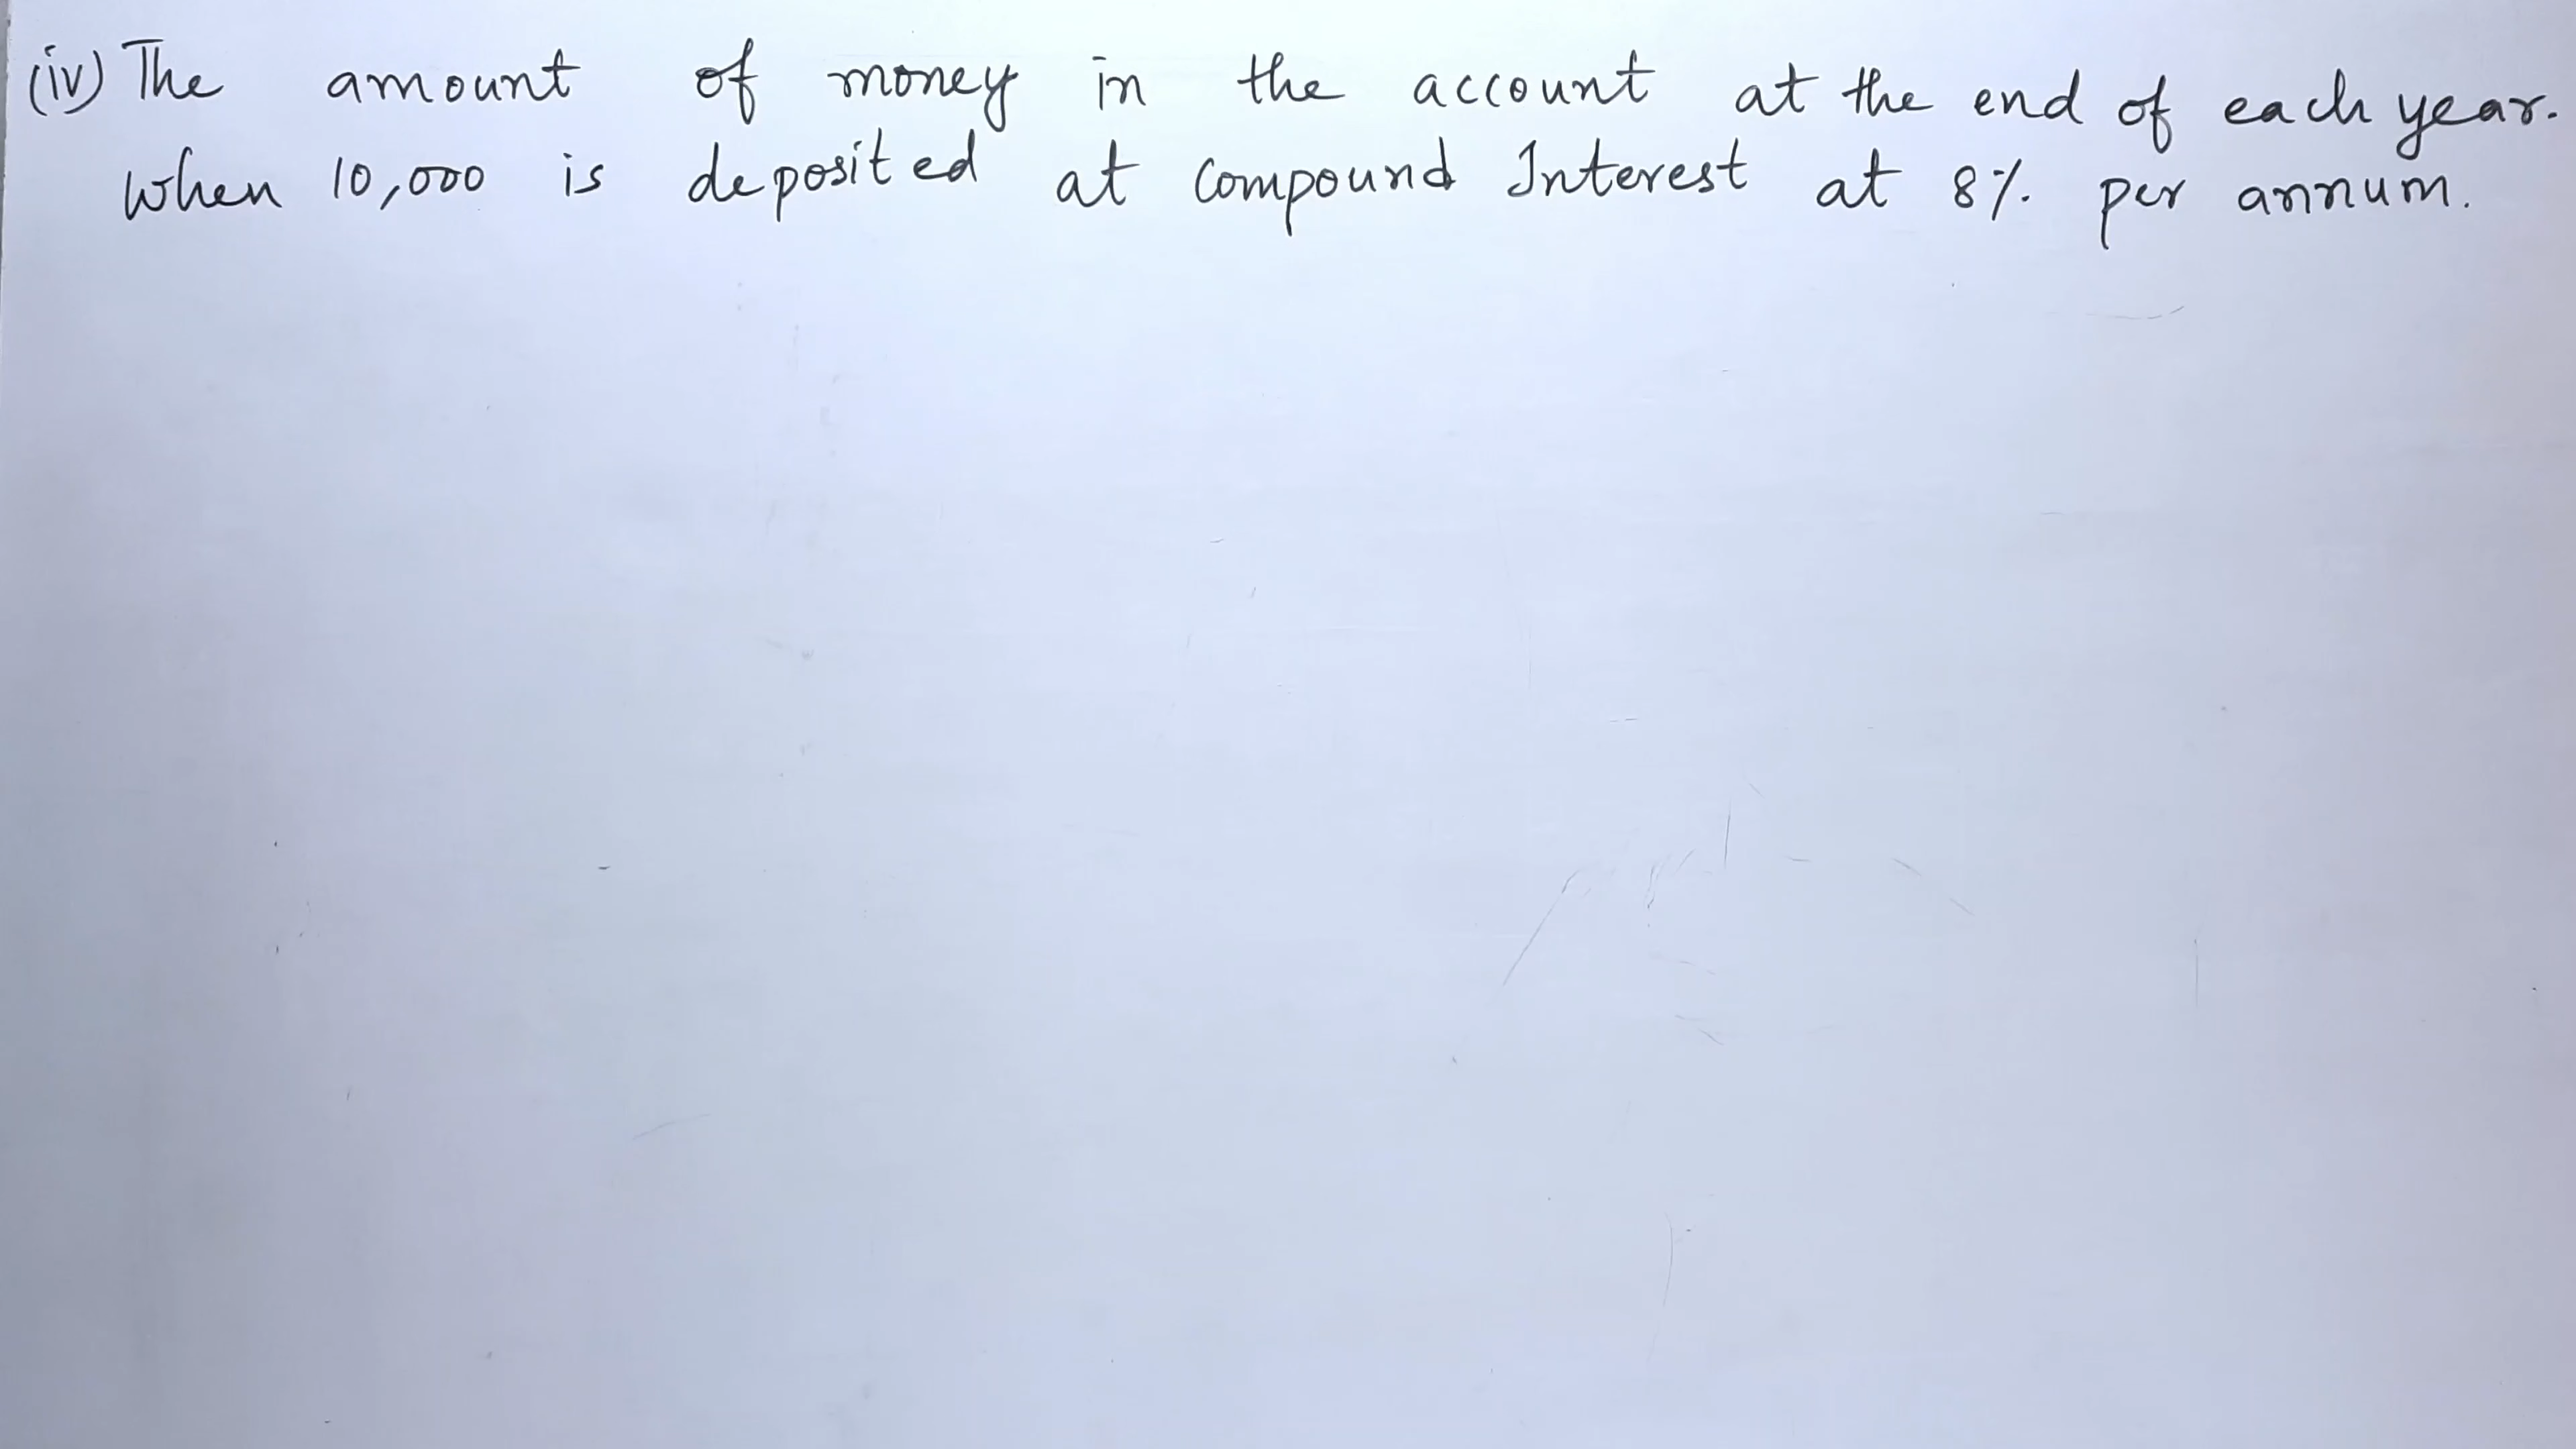 (iv) The amount of money in the account at the end of each year.
when 10,000 is deposited at compound Interest at 8% per annum.